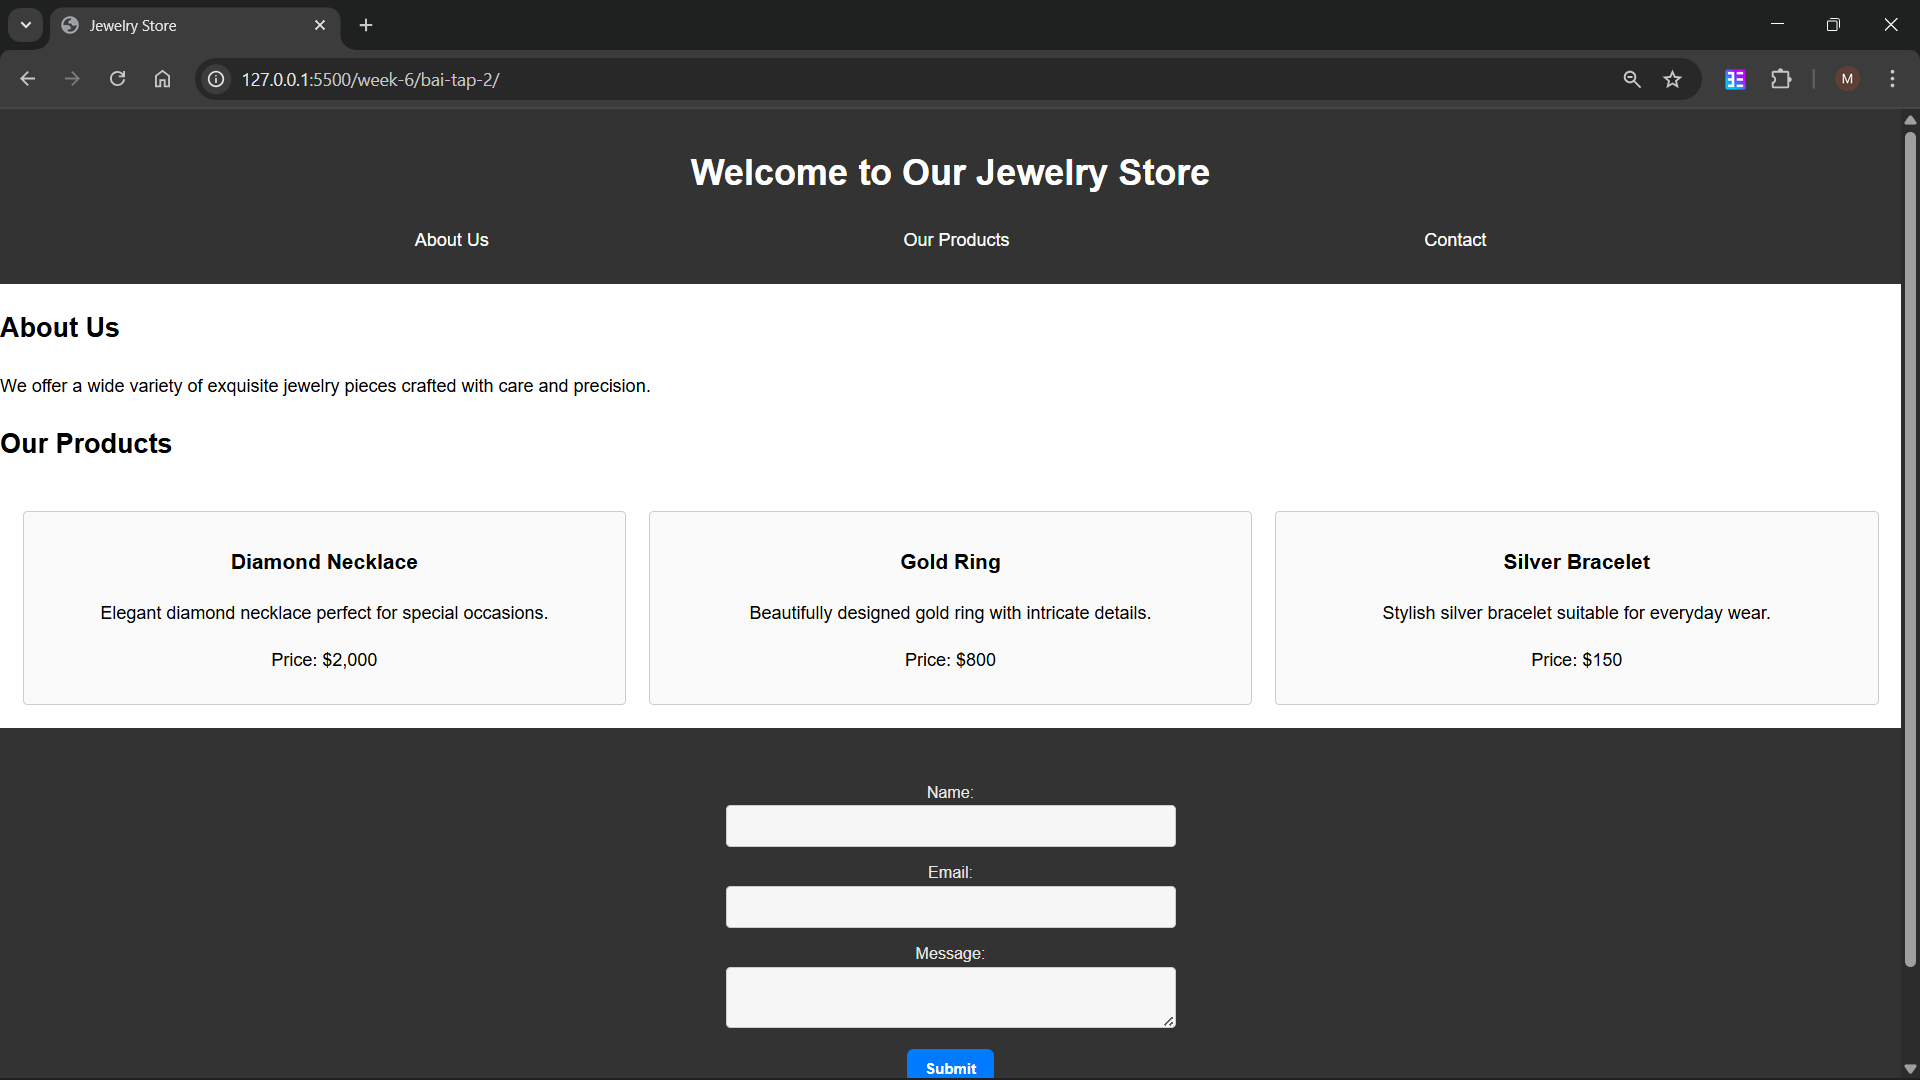 Jewelry Store
127.0.0.1:5500/week-6/bai-tap-2/
M
Welcome to Our Jewelry Store
About Us Our Products Contact
About Us
We offer a wide variety of exquisite jewelry pieces crafted with care and precision.
Our Products
Diamond Necklace
Elegant diamond necklace perfect for special occasions.
Price: $2,000
Gold Ring
Beautifully designed gold ring with intricate details.
Price: $800
Silver Bracelet
Stylish silver bracelet suitable for everyday wear.
Price: $150
Name:
Email:
Message:
Submit